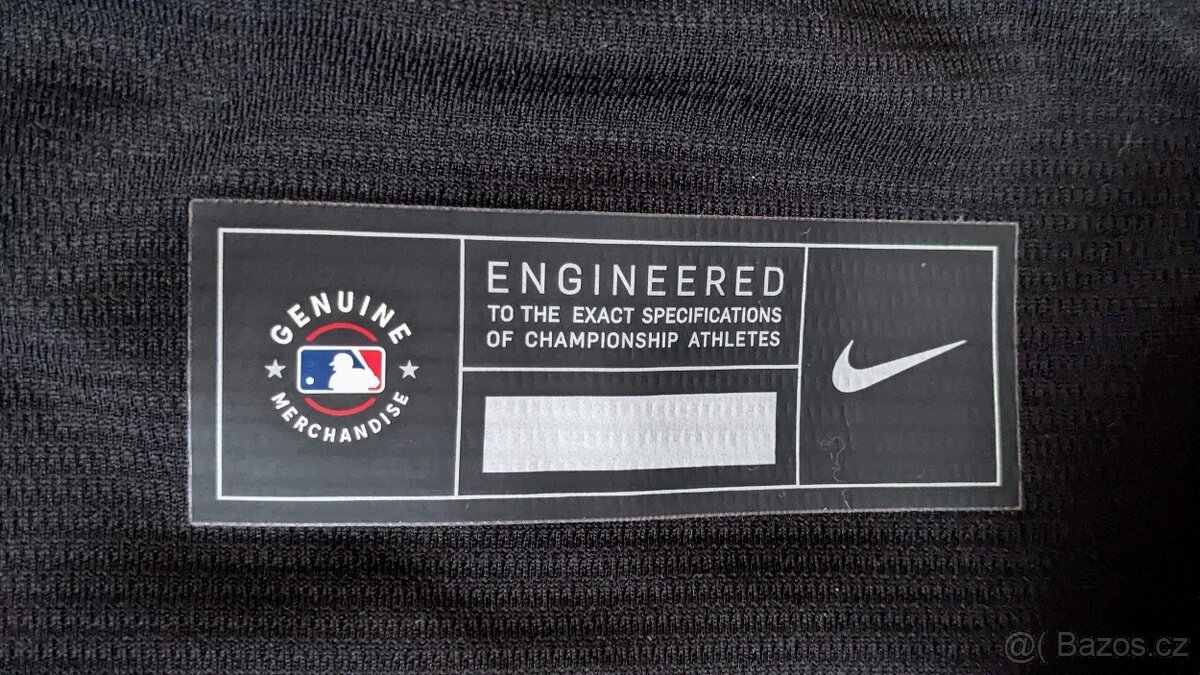 GENUINE
MERCHANDISE
ENGINEERED
TO THE EXACT SPECIFICATIONS
OF CHAMPIONSHIP ATHLETES
@( Bazos.cz